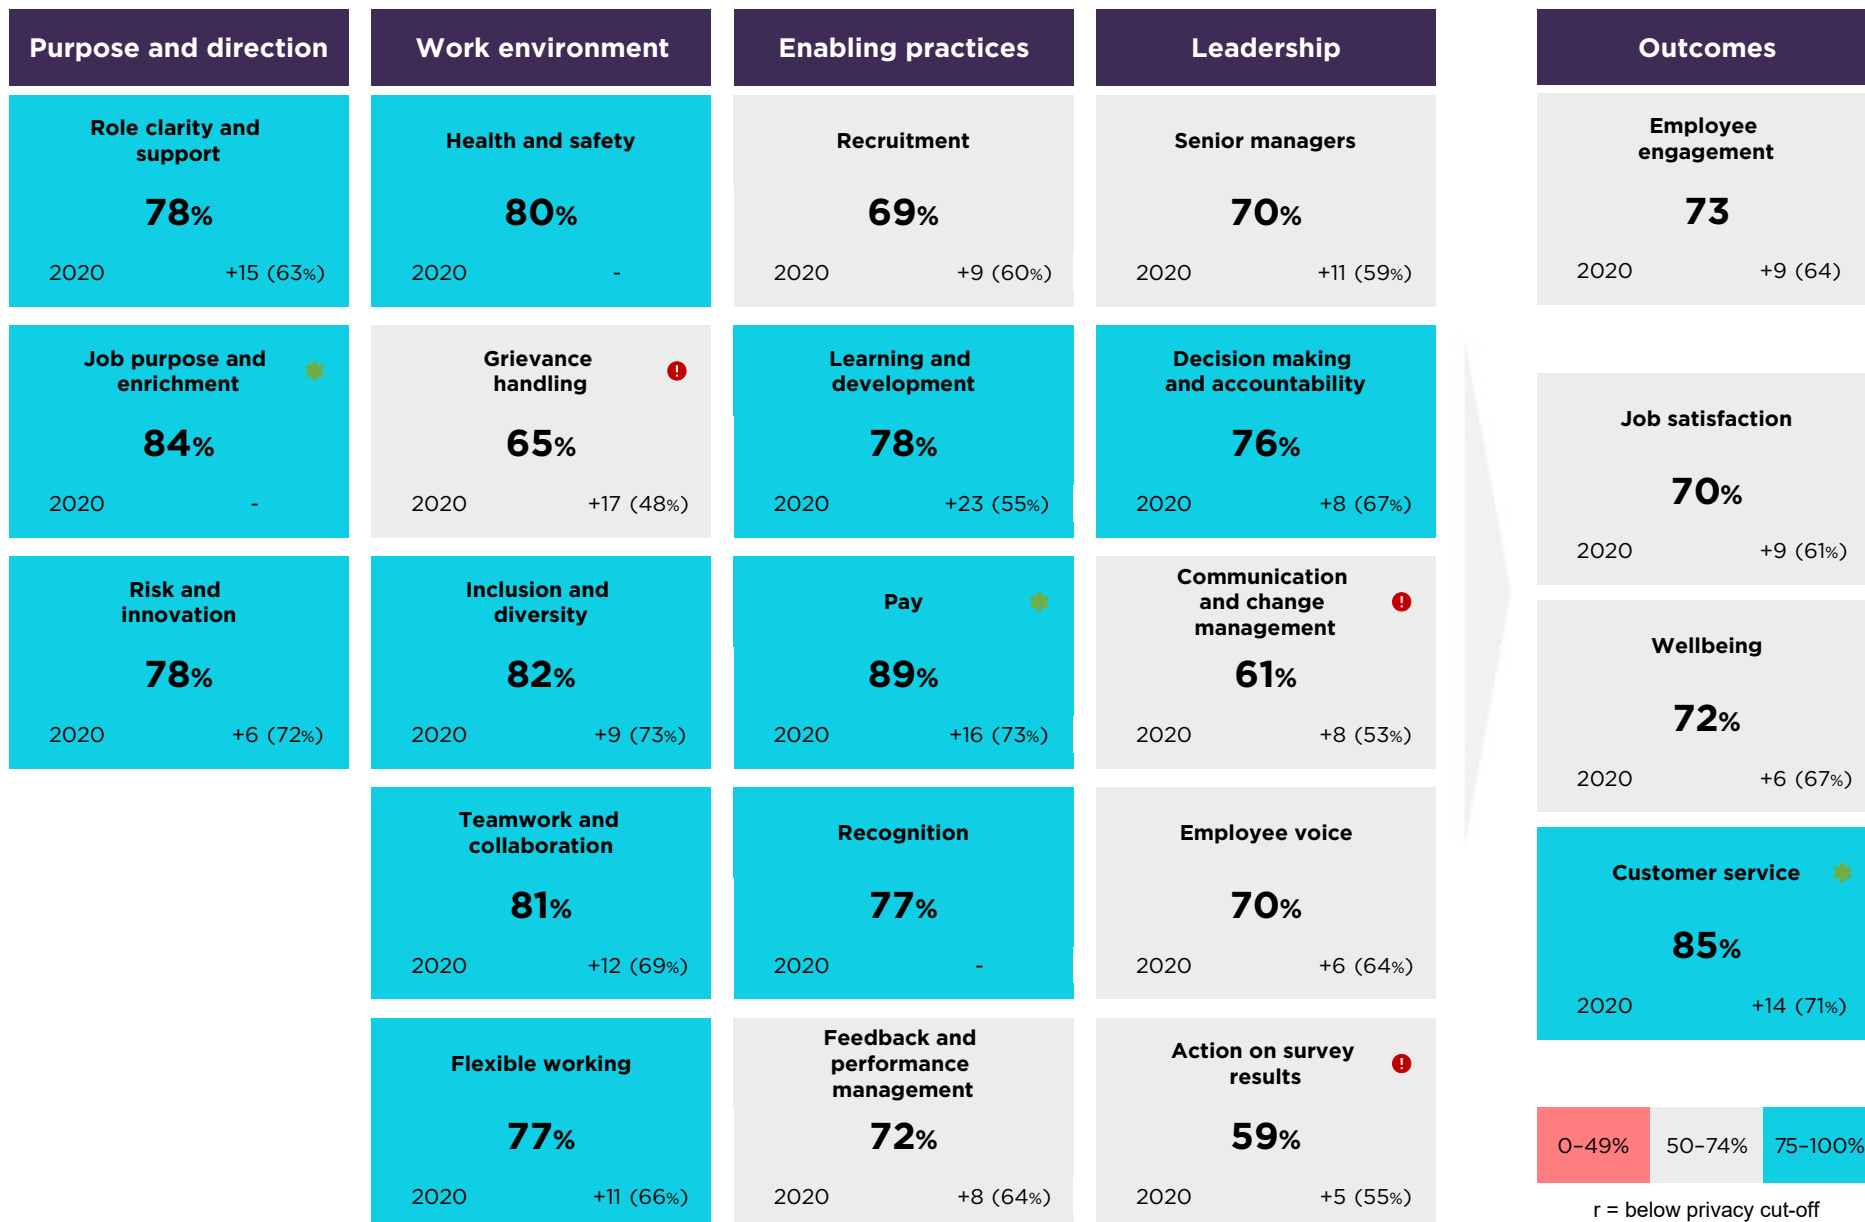 Purpose and direction
Role clarity and
support
78%
2020 +15 (63%)
Job purpose and
enrichment
84%
2020 -
Risk and
innovation
78%
2020 +6 (72%)
Work environment
Health and safety
80%
2020 -
Grievance
handling
65%
2020 +17 (48%)
Inclusion and
diversity
82%
2020 +9 (73%)
Teamwork and
collaboration
81%
2020 +12 (69%)
Flexible working
77%
2020 +11 (66%)
Enabling practices
Recruitment
69%
2020 +9 (60%)
Learning and
development
78%
2020 +23 (55%)
Pay
89%
2020 +16 (73%)
Recognition
77%
2020 -
Feedback and
performance
management
72%
2020 +8 (64%)
Leadership
Senior managers
70%
2020 +11 (59%)
Decision making
and accountability
76%
2020 +8 (67%)
Communication
and change
management
61%
2020 +8 (53%)
Employee voice
70%
2020 +6 (64%)
Action on survey
results
59%
2020 +5 (55%)
Outcomes
Employee
engagement
73
2020 +9 (64)
Job satisfaction
70%
2020 +9 (61%)
Wellbeing
72%
2020 +6 (67%)
Customer service
85%
2020 +14 (71%)
0–49% 50–74% 75–100%
r = below privacy cut-off